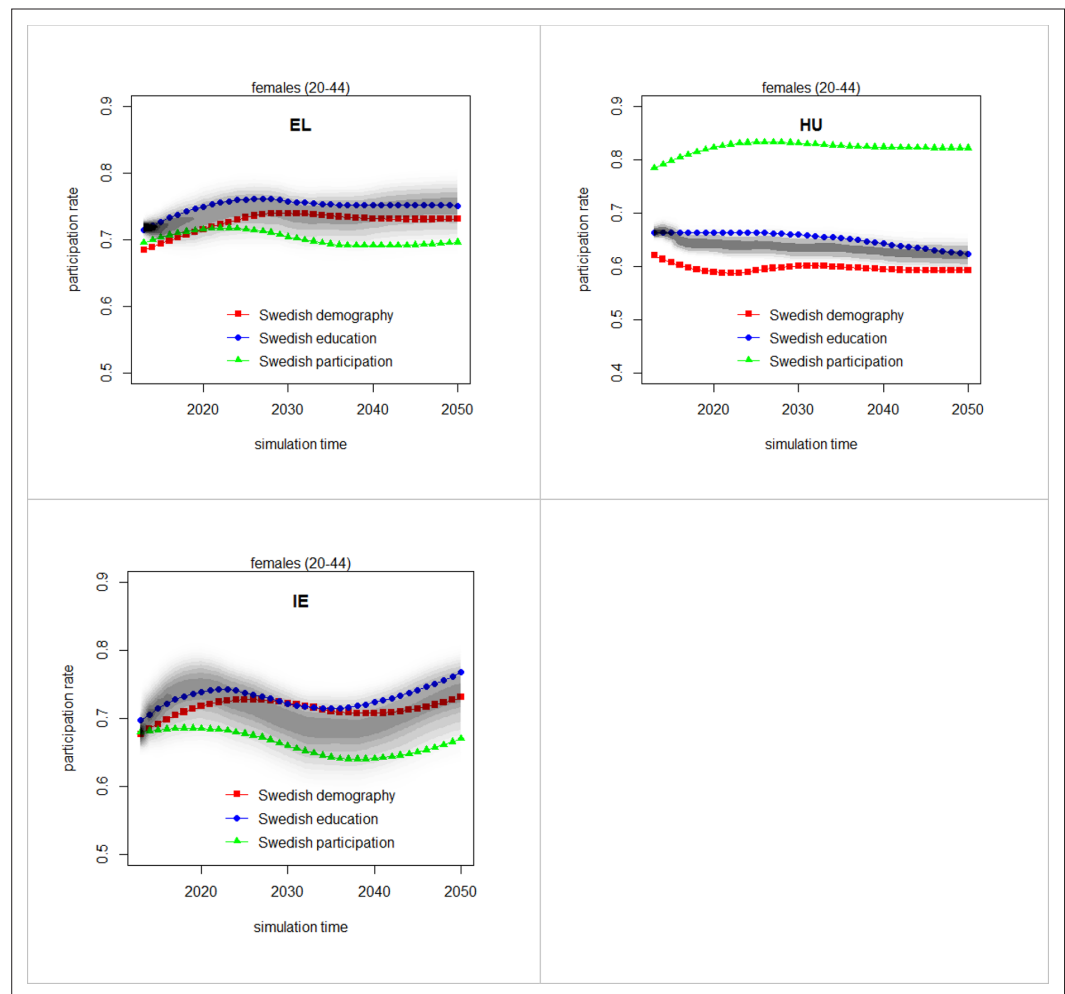 females (20-44)
EL
participation rate
0.9
0.8
0.7
0.6
0.5
Swedish demography
Swedish education
Swedish participation
2020 2030 2040 2050
simulation time
females (20-44)
HU
participation rate
0.9
0.8
0.7
0.6
0.5
0.4
Swedish demography
Swedish education
Swedish participation
2020 2030 2040 2050
simulation time
females (20-44)
IE
participation rate
0.9
0.8
0.7
0.6
0.5
Swedish demography
Swedish education
Swedish participation
2020 2030 2040 2050
simulation time